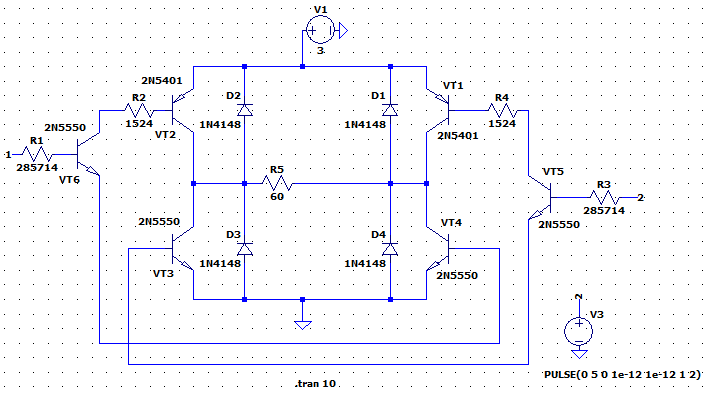 V1
3
2N5401
D2
D1
VT1
R2
R4
2N5550
1524
1N4148
1N4148
1524
R1
VT2
2N5401
1
285714
VT6
R5
VT5
R3
2
60
285714
2N5550
2N5550
D3
D4
VT4
1N4148
1N4148
VT3
2N5550
2
V3
PULSE(0 5 0 1e-12 1e-12 1 2)
.tran 10